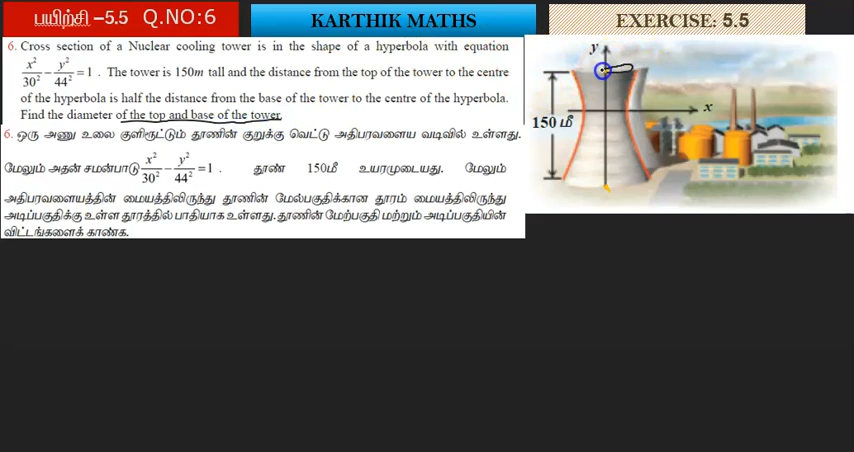 பயிற்சி – 5.5 Q.NO:6
KARTHIK MATHS
EXERCISE: 5.5
6. Cross section of a Nuclear cooling tower is in the shape of a hyperbola with equation
x²/30² − y²/44² = 1 . The tower is 150m tall and the distance from the top of the tower to the centre
of the hyperbola is half the distance from the base of the tower to the centre of the hyperbola.
Find the diameter of the top and base of the tower.
6. ஒரு அணு உலை குளிரூட்டும் தூணின் குறுக்கு வெட்டு அதிபரவளைய வடிவில் உள்ளது.
மேலும் அதன் சமன்பாடு x²/30² − y²/44² = 1 . தூண் 150மீ உயரமுடையது. மேலும்
அதிபரவளையத்தின் மையத்திலிருந்து தூணின் மேல்பகுதிக்கான தூரம் மையத்திலிருந்து
அடிப்பகுதிக்கு உள்ள தூரத்தில் பாதியாக உள்ளது. தூணின் மேற்பகுதி மற்றும் அடிப்பகுதியின்
விட்டங்களைக் காண்க.
y
x
150 மீ